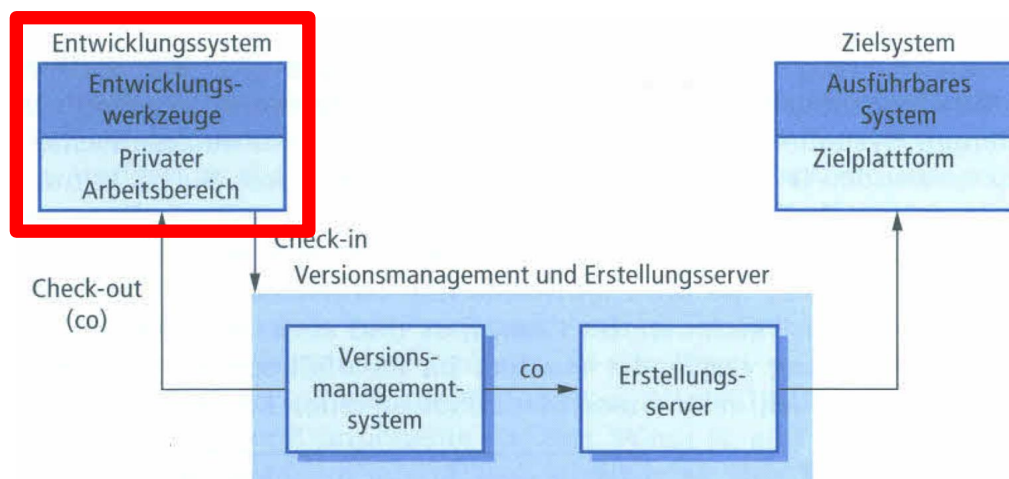 Entwicklungssystem
Entwicklungs-
werkzeuge
Privater
Arbeitsbereich
Zielsystem
Ausführbares
System
Zielplattform
Check-in
Check-out
(co)
Versionsmanagement und Erstellungsserver
Versions-
management-
system
co
Erstellungs-
server